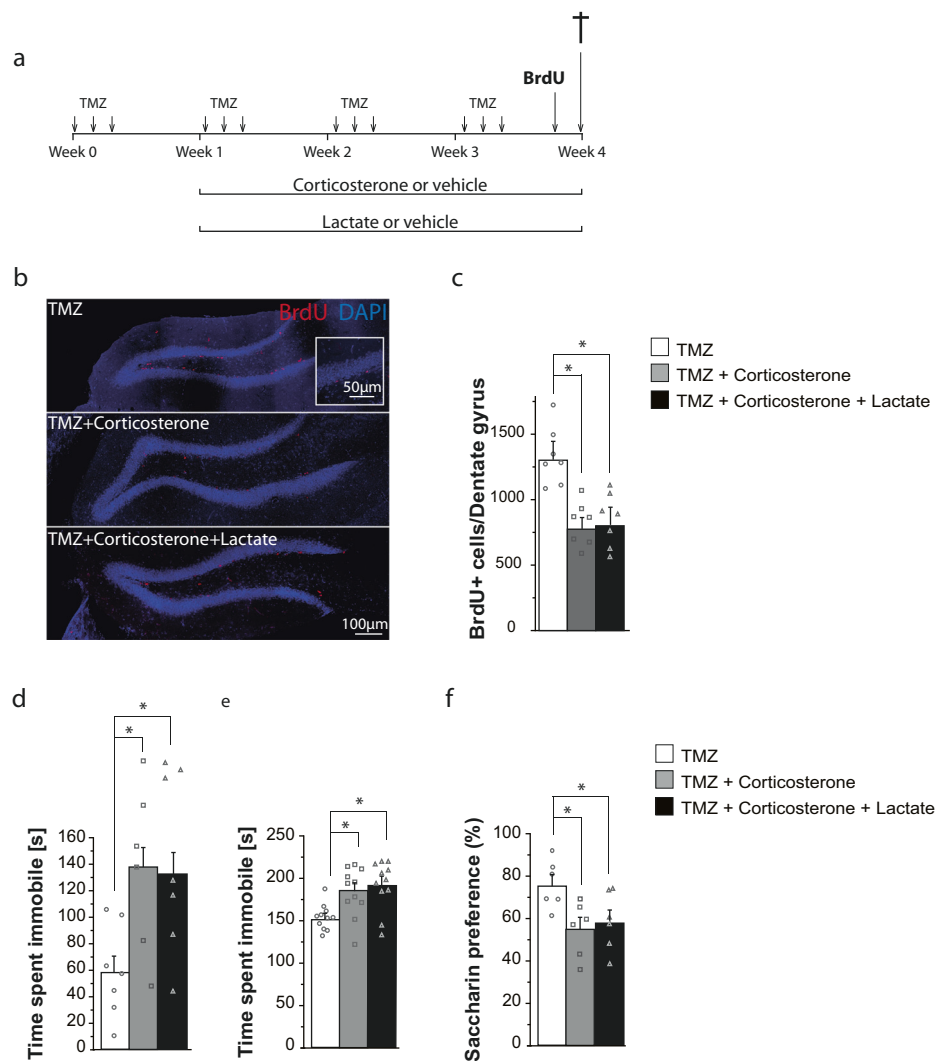 a
†
BrdU
TMZ TMZ TMZ TMZ
Week 0 Week 1 Week 2 Week 3 Week 4
Corticosterone or vehicle
Lactate or vehicle
b
TMZ BrdU DAPI
50µm
TMZ+Corticosterone
TMZ+Corticosterone+Lactate
100µm
c
*
*
TMZ
TMZ + Corticosterone
TMZ + Corticosterone + Lactate
BrdU+ cells/Dentate gyrus
1500
1000
500
0
d
*
*
Time spent immobile [s]
160
140
120
100
80
60
40
20
0
e
*
*
Time spent immobile [s]
250
200
150
100
50
0
f
*
*
TMZ
TMZ + Corticosterone
TMZ + Corticosterone + Lactate
Saccharin preference (%)
100
80
60
40
20
0